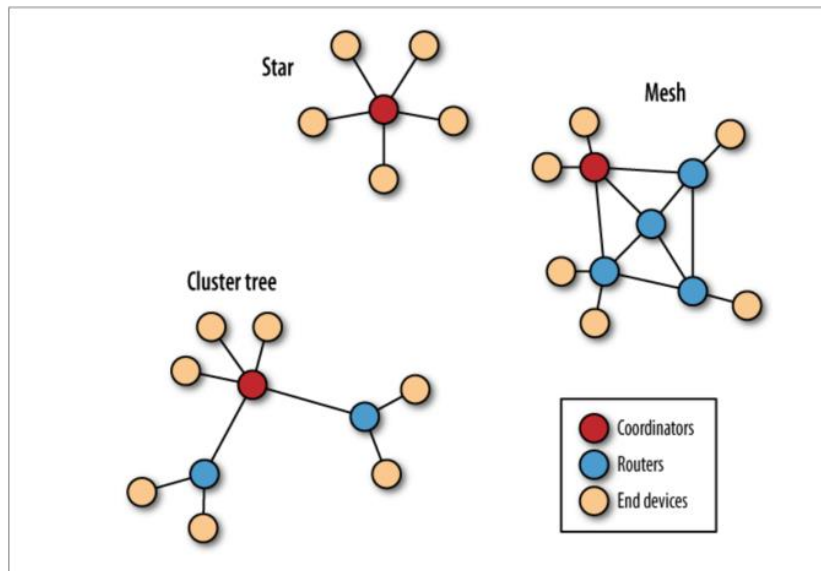 Star
Mesh
Cluster tree
Coordinators
Routers
End devices